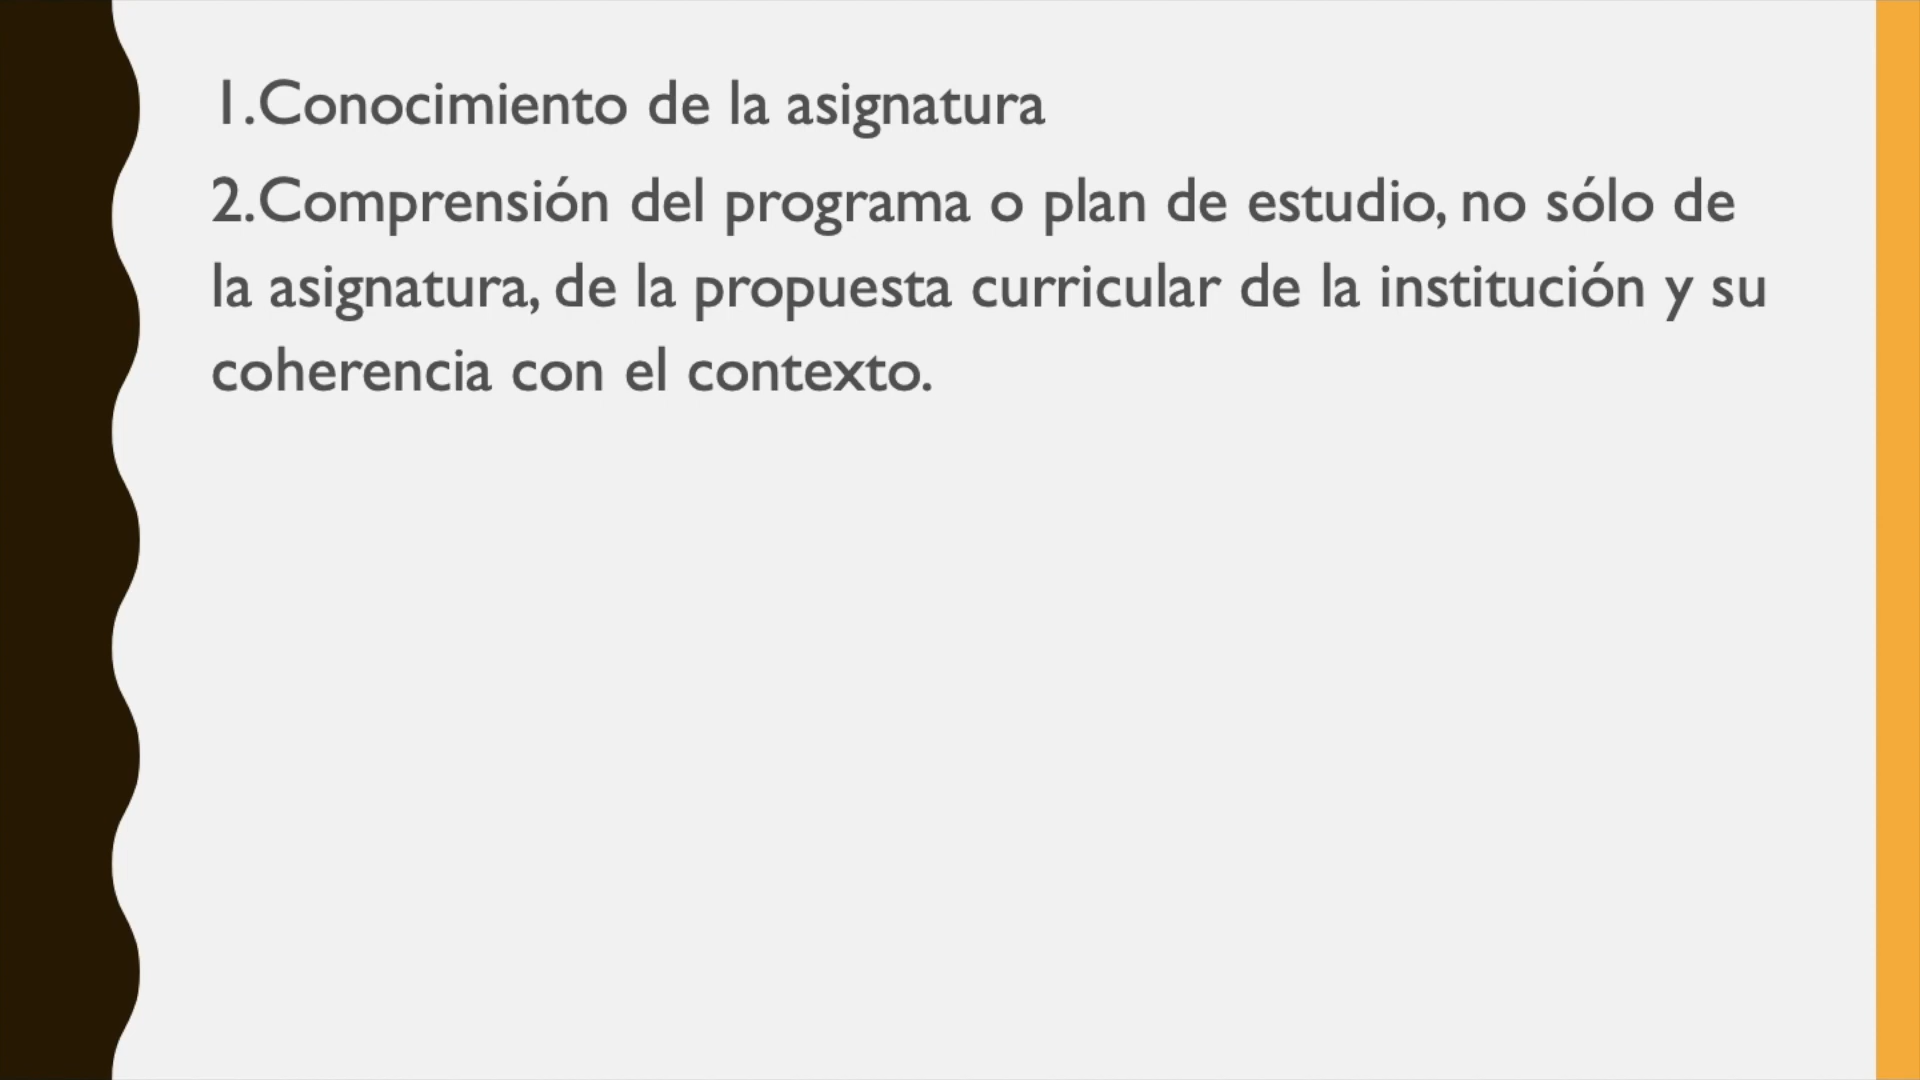 1.Conocimiento de la asignatura
2.Comprensión del programa o plan de estudio, no sólo de
la asignatura, de la propuesta curricular de la institución y su
coherencia con el contexto.